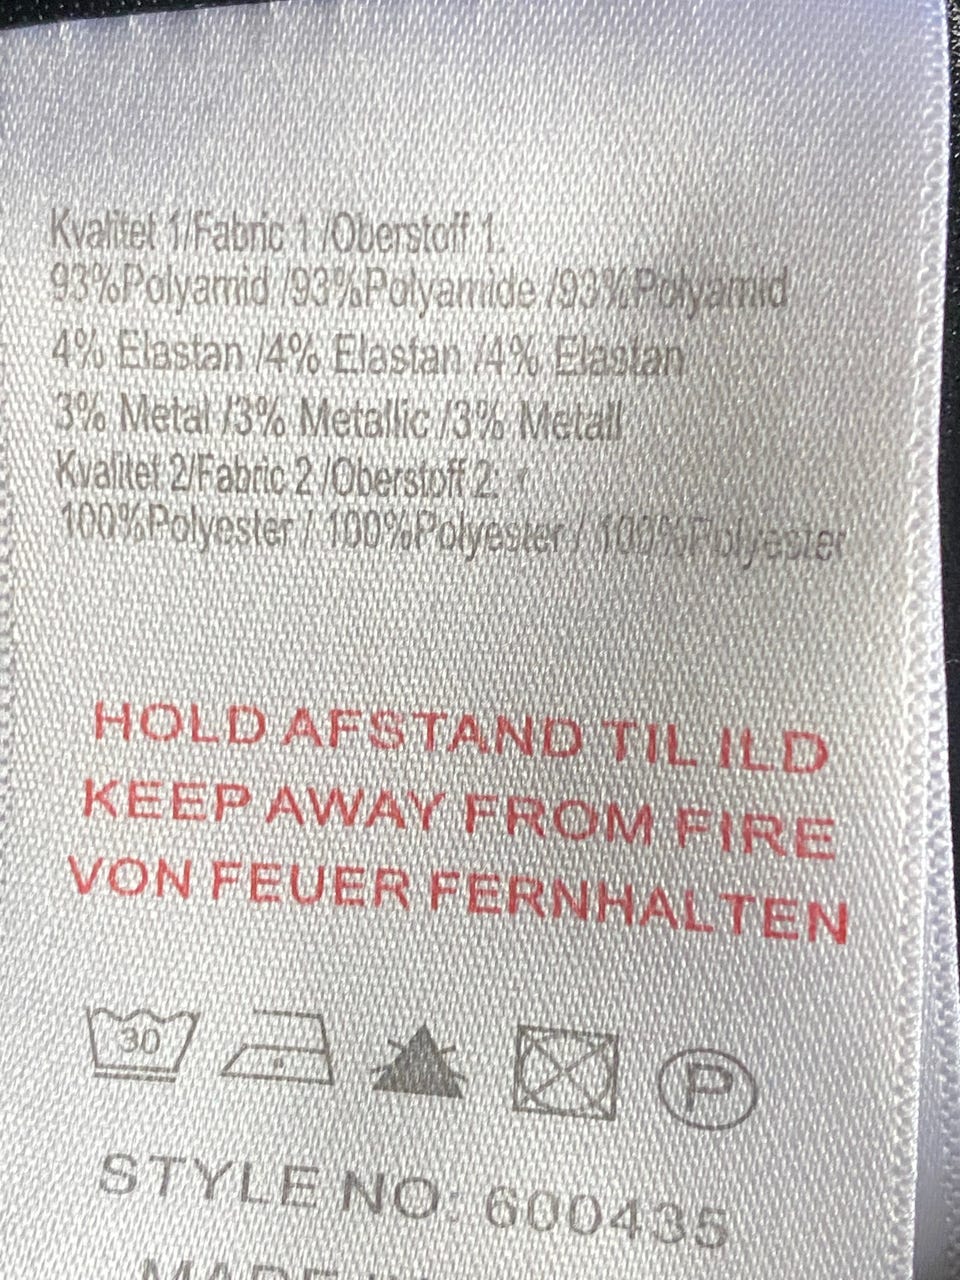 Kvalitet 1/Fabric 1 /Oberstoff 1.
93%Polyamid /93%Polyamide /93%Polyamid
4% Elastan /4% Elastan /4% Elastan
3% Metal /3% Metallic /3% Metall
Kvalitet 2/Fabric 2 /Oberstoff 2:
100%Polyester / 100%Polyester / 100%Polyester
HOLD AFSTAND TIL ILD
KEEP AWAY FROM FIRE
VON FEUER FERNHALTEN
30 P
STYLE NO: 600435
MADE IN